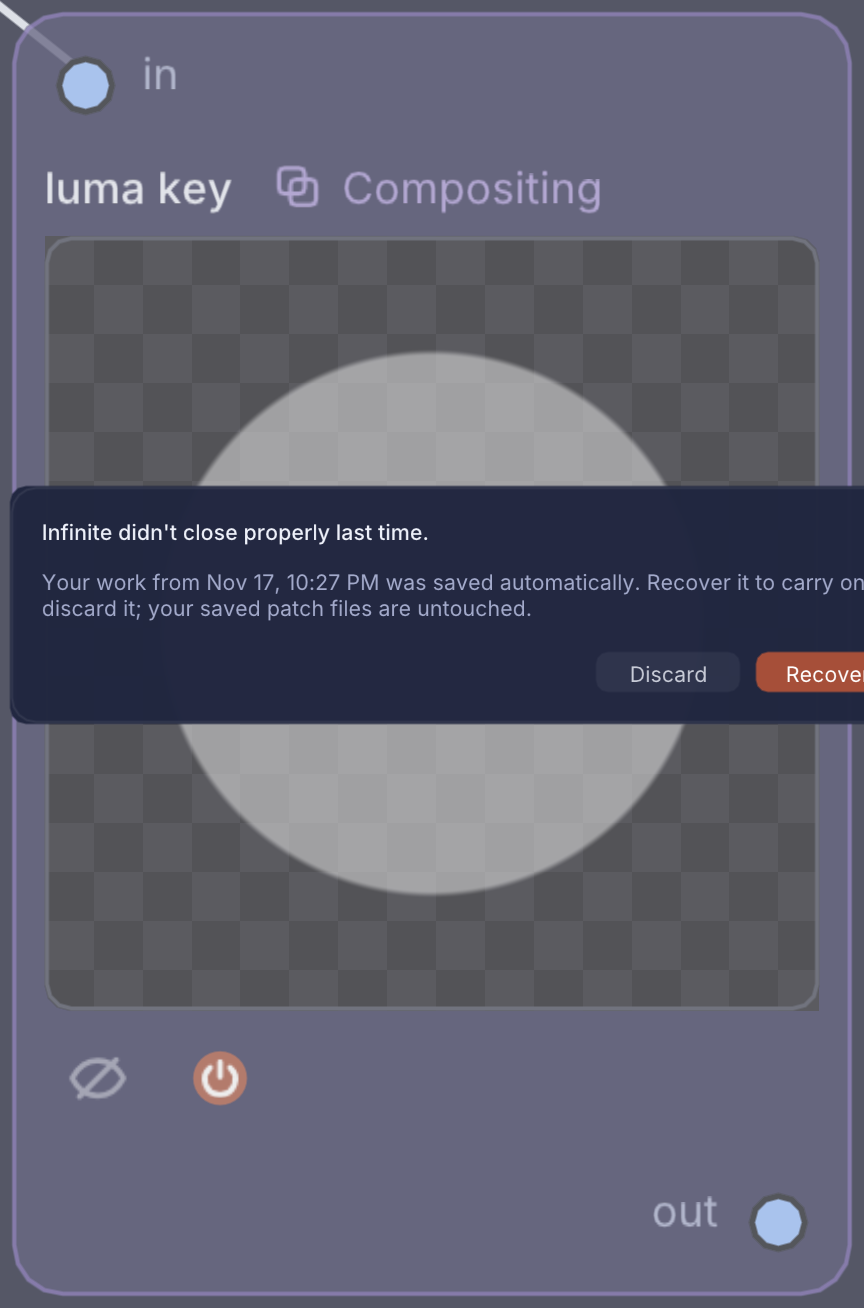 in
luma key Compositing
Infinite didn't close properly last time.
Your work from Nov 17, 10:27 PM was saved automatically. Recover it to carry on
discard it; your saved patch files are untouched.
Discard Recover
out